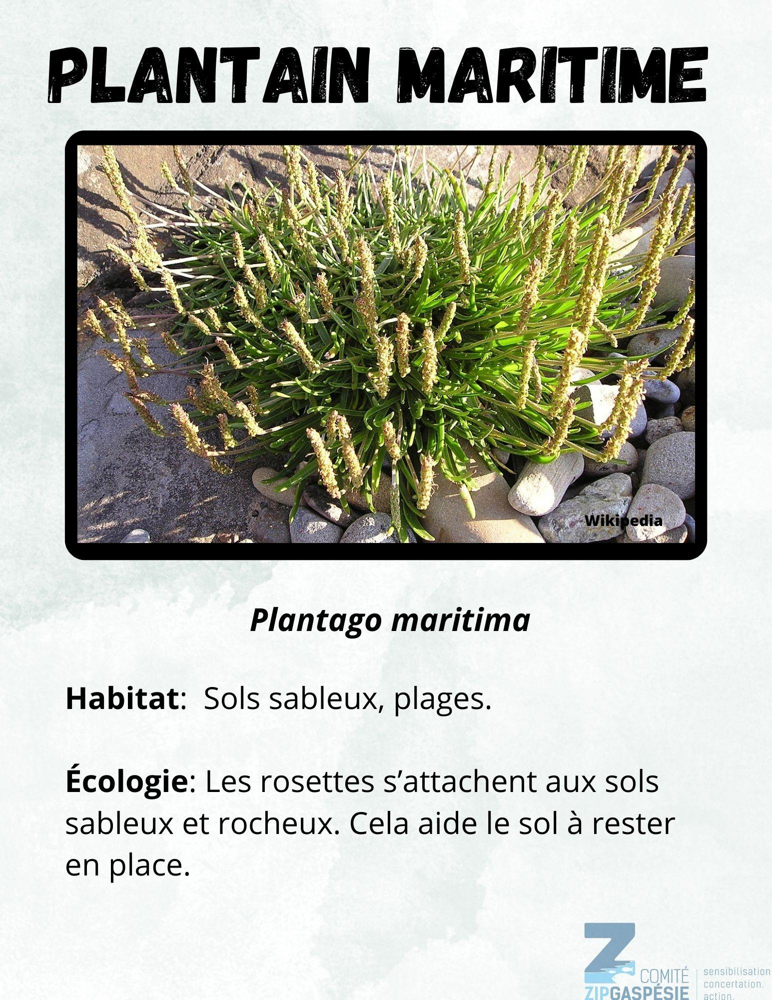 PLANTAIN MARITIME
Wikipedia
Plantago maritima
Habitat: Sols sableux, plages.
Écologie: Les rosettes s’attachent aux sols
sableux et rocheux. Cela aide le sol à rester
en place.
Z
COMITÉ
ZIPGASPÉSIE
sensibilisation
concertation.
action.